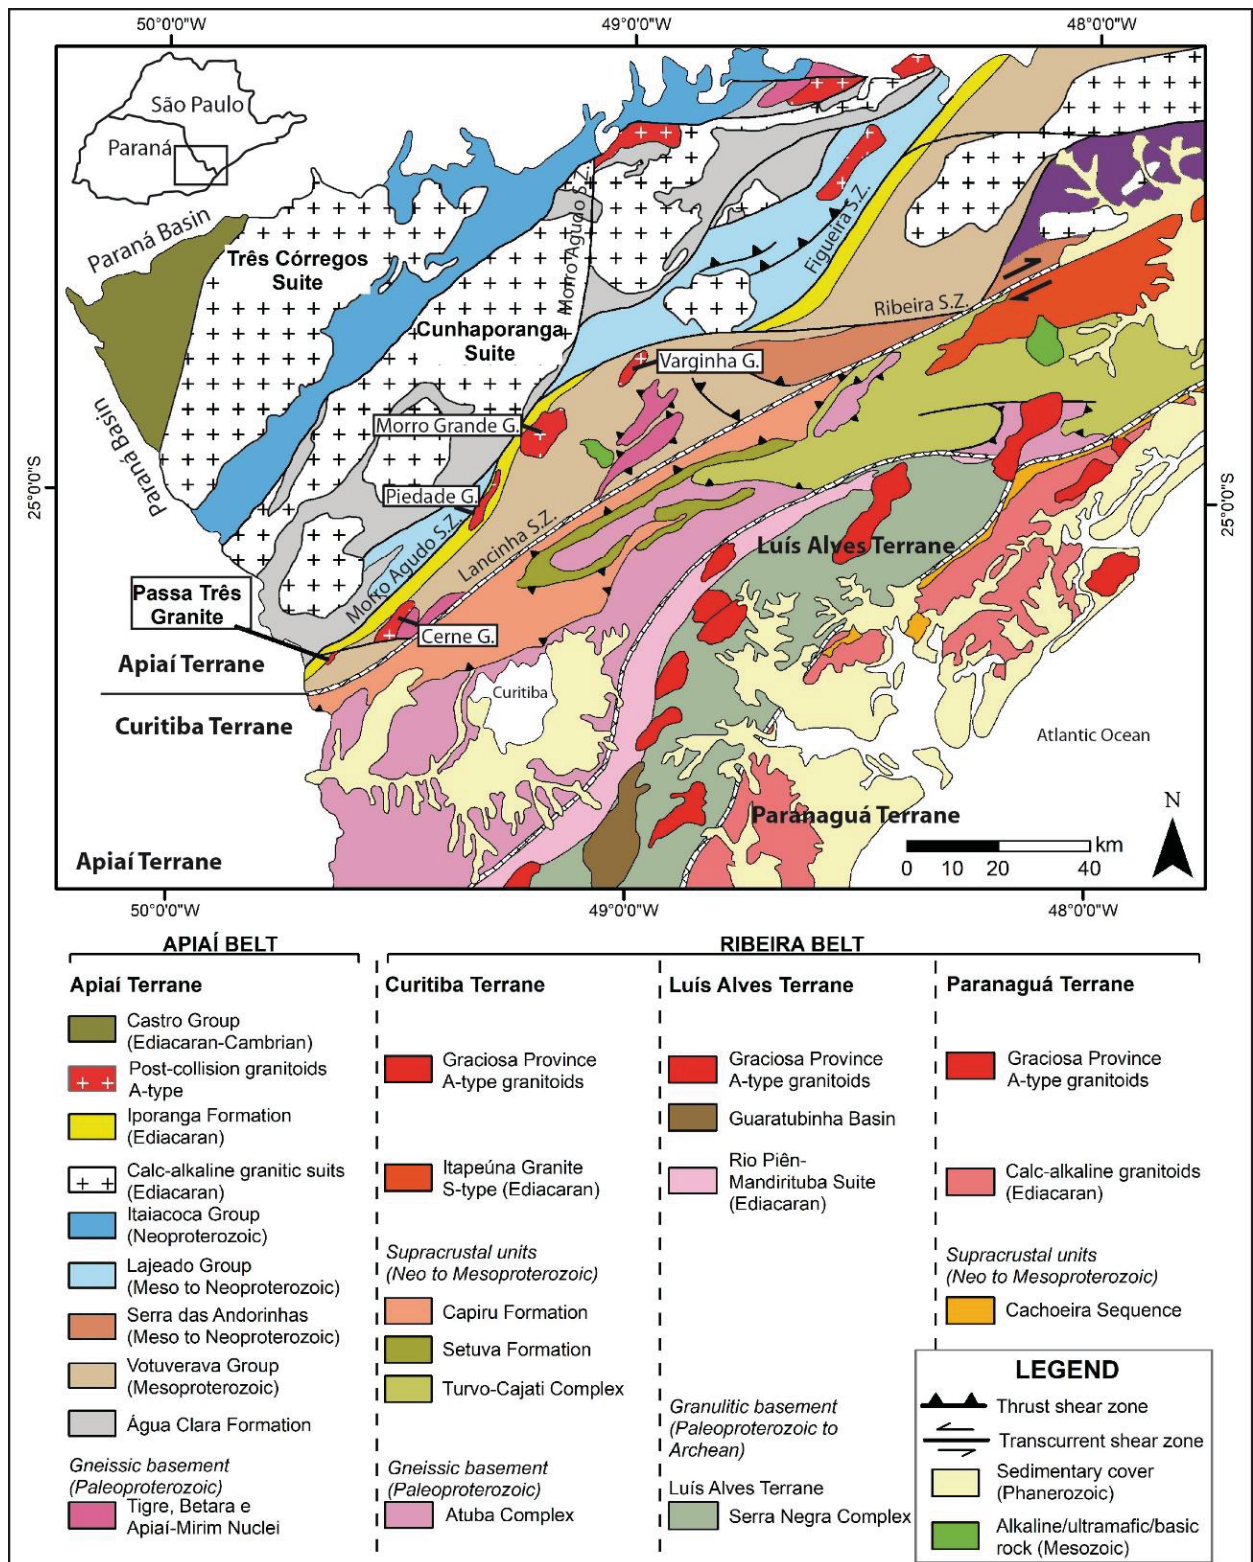 50°0'0"W
49°0'0"W
48°0'0"W
São Paulo
Paraná
Paraná Basin
Três Córregos
Suite
Morro Agudo S.Z.
Figueira S.Z.
Cunhaporanga
Suite
Ribeira S.Z.
Varginha G.
Morro Grande G.
Paraná Basin
25°0'0"S
25°0'0"S
Piedade G.
Lancinha S.Z.
Morro Agudo S.Z.
Luís Alves Terrane
Passa Três
Granite
Cerne G.
Apiaí Terrane
Curitiba
Curitiba Terrane
Atlantic Ocean
Paranaguá Terrane
N
km
0 10 20 40
Apiaí Terrane
50°0'0"W
49°0'0"W
48°0'0"W
APIAÍ BELT
RIBEIRA BELT
Apiaí Terrane
Castro Group
(Ediacaran-Cambrian)
Post-collision granitoids
A-type
Iporanga Formation
(Ediacaran)
Calc-alkaline granitic suits
(Ediacaran)
Itaiacoca Group
(Neoproterozoic)
Lajeado Group
(Meso to Neoproterozoic)
Serra das Andorinhas
(Meso to Neoproterozoic)
Votuverava Group
(Mesoproterozoic)
Água Clara Formation
Gneissic basement
(Paleoproterozoic)
Tigre, Betara e
Apiaí-Mirim Nuclei
Curitiba Terrane
Graciosa Province
A-type granitoids
Itapeúna Granite
S-type (Ediacaran)
Supracrustal units
(Neo to Mesoproterozoic)
Capiru Formation
Setuva Formation
Turvo-Cajati Complex
Gneissic basement
(Paleoproterozoic)
Atuba Complex
Luís Alves Terrane
Graciosa Province
A-type granitoids
Guaratubinha Basin
Rio Piên-
Mandirituba Suite
(Ediacaran)
Granulitic basement
(Paleoproterozoic to
Archean)
Luís Alves Terrane
Serra Negra Complex
Paranaguá Terrane
Graciosa Province
A-type granitoids
Calc-alkaline granitoids
(Ediacaran)
Supracrustal units
(Neo to Mesoproterozoic)
Cachoeira Sequence
LEGEND
Thrust shear zone
Transcurrent shear zone
Sedimentary cover
(Phanerozoic)
Alkaline/ultramafic/basic
rock (Mesozoic)